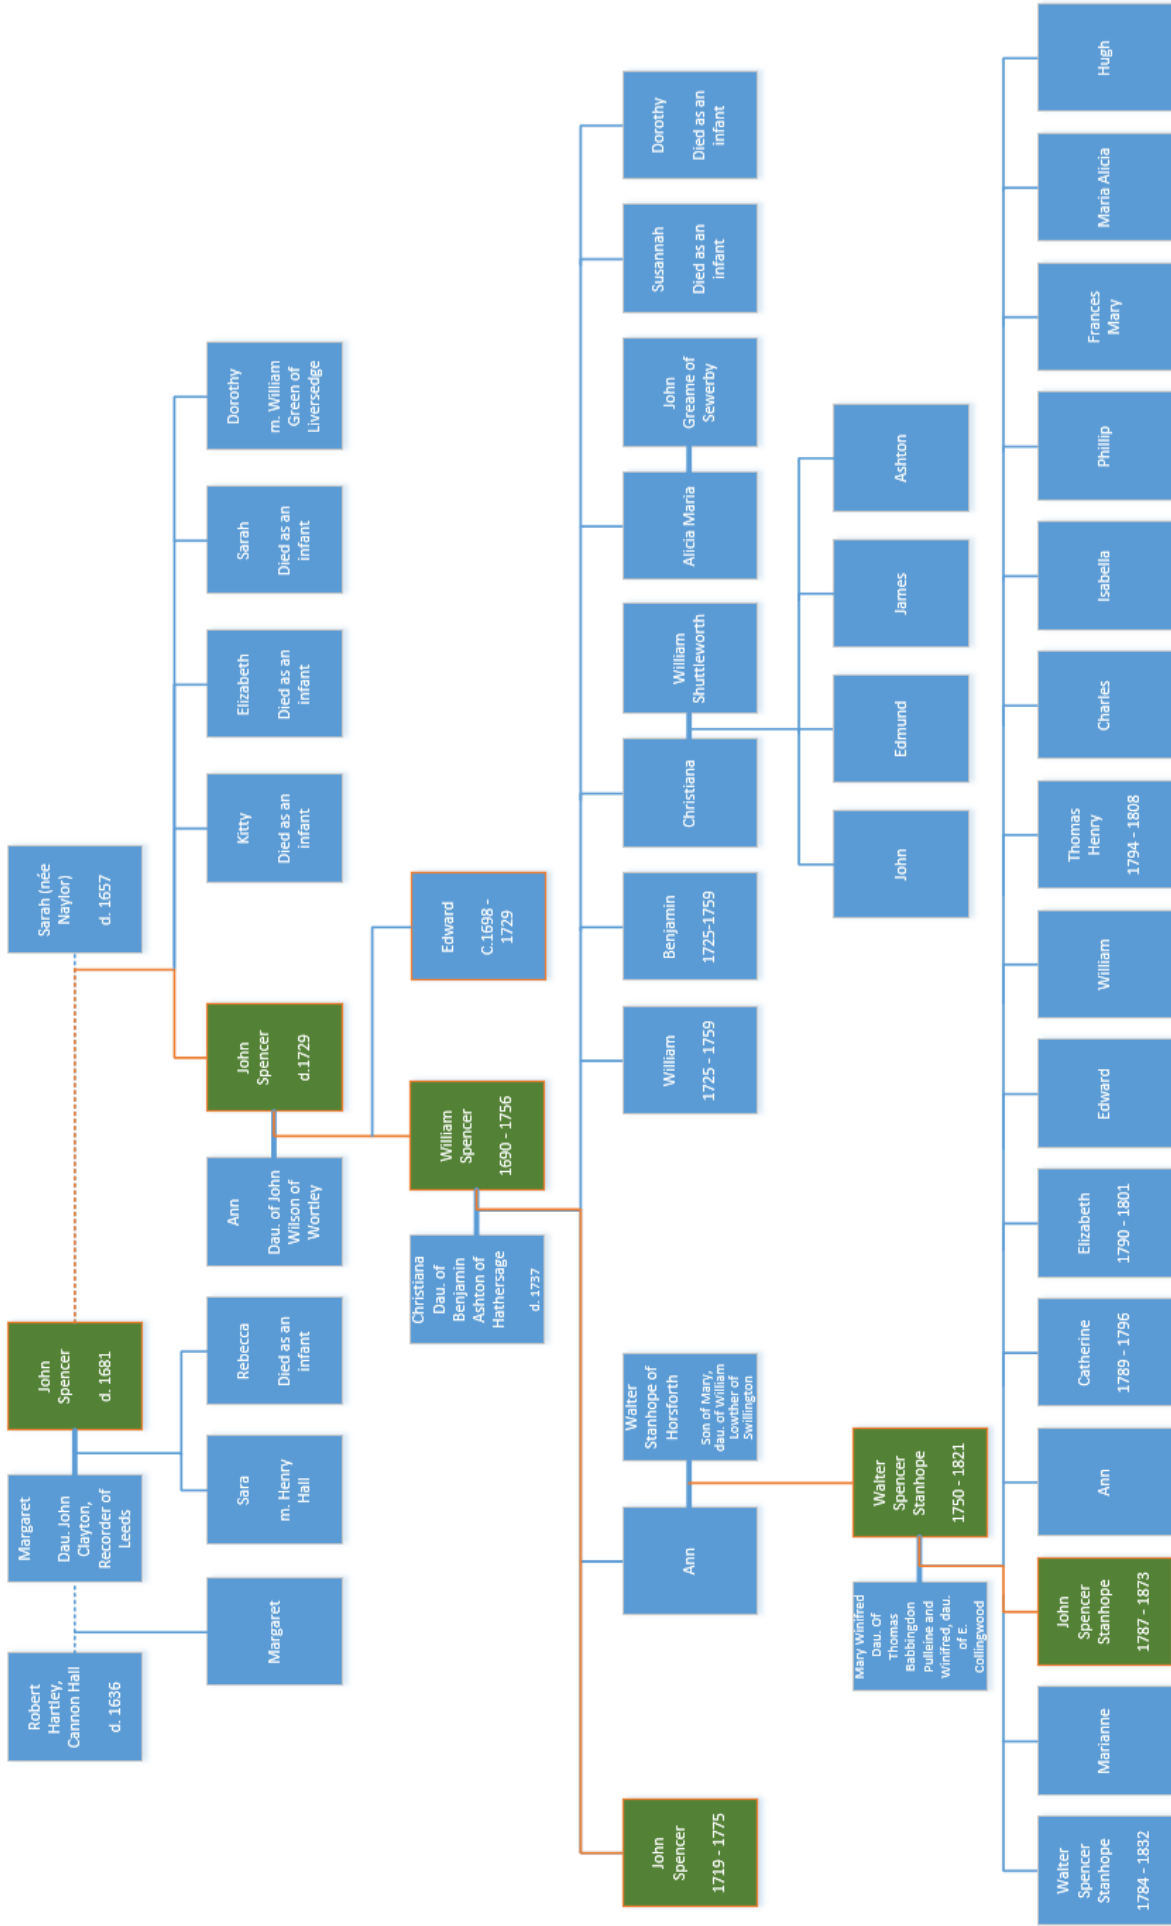 Robert
Hartley,
Cannon Hall
d. 1636
Margaret
Dau. John
Clayton,
Recorder of
Leeds
John
Spencer
d. 1681
Sarah (née
Naylor)
d. 1657
Margaret
Sara
m. Henry
Hall
Rebecca
Died as an
infant
Ann
Dau. of John
Wilson of
Wortley
John
Spencer
d.1729
Kitty
Died as an
infant
Elizabeth
Died as an
infant
Sarah
Died as an
infant
Dorothy
m. William
Green of
Liversedge
Christiana
Dau. of
Benjamin
Ashton of
Hathersage
d. 1737
William
Spencer
1690 - 1756
Edward
C.1698 -
1729
John
Spencer
1719 - 1775
Ann
Walter
Stanhope of
Horsforth
Son of Mary,
dau. of William
Lowther of
Swillington
William
1725 - 1759
Benjamin
1725-1759
Christiana
William
Shuttleworth
Alicia Maria
John
Greame of
Sewerby
Susannah
Died as an
infant
Dorothy
Died as an
infant
Mary Winifred
Dau. Of
Thomas
Babbingdon
Pulleine and
Winifred, dau.
of E.
Collingwood
Walter
Spencer
Stanhope
1750 - 1821
John
Edmund
James
Ashton
Walter
Spencer
Stanhope
1784 - 1832
Marianne
John
Spencer
Stanhope
1787 - 1873
Ann
Catherine
1789 - 1796
Elizabeth
1790 - 1801
Edward
William
Thomas
Henry
1794 - 1808
Charles
Isabella
Phillip
Frances
Mary
Maria Alicia
Hugh